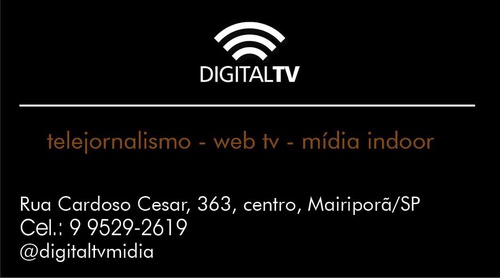 DIGITALTV
telejornalismo - web tv - mídia indoor
Rua Cardoso Cesar, 363, centro, Mairiporã/SP
Cel.: 9 9529-2619
@digitaltvmidia